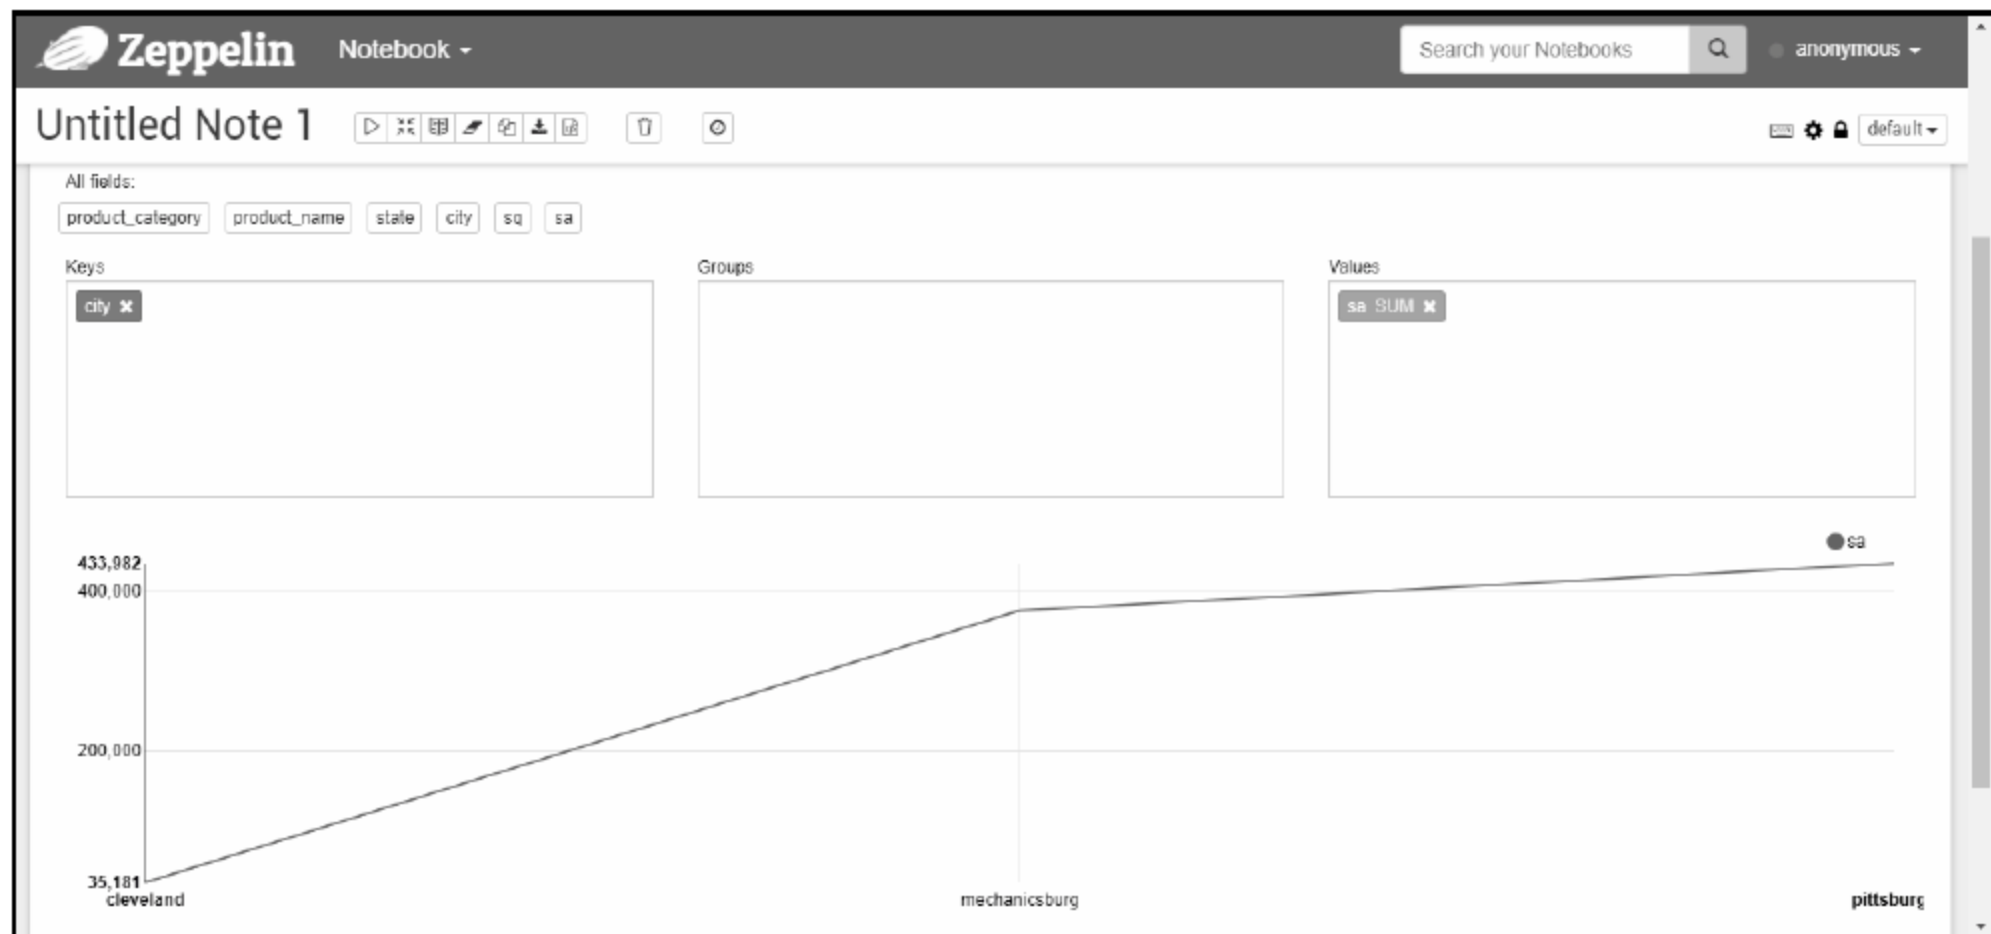 Zeppelin Notebook Search your Notebooks anonymous
Untitled Note 1 default
All fields:
product_category product_name state city sq sa
Keys Groups Values
city sa SUM
sa
433,982
400,000
200,000
35,181
cleveland mechanicsburg pittsburg